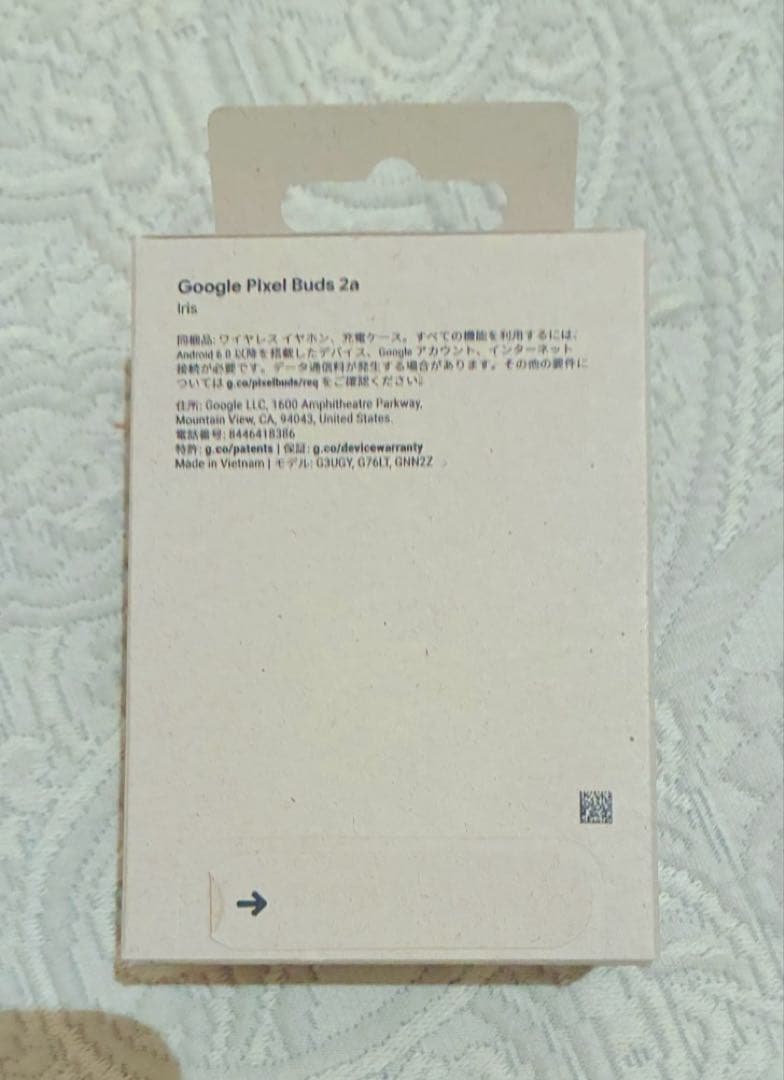 Google Pixel Buds 2a
Iris
同梱品: ワイヤレス イヤホン、充電ケース。すべての機能を利用するには、
Android 6.0 以降を搭載したデバイス、Google アカウント、インターネット
接続が必要です。データ通信料が発生する場合があります。その他の要件に
ついては g.co/pixelbuds/req をご確認ください。
住所: Google LLC, 1600 Amphitheatre Parkway,
Mountain View, CA, 94043, United States.
電話番号: 8446418386
特許: g.co/patents | 保証: g.co/devicewarranty
Made in Vietnam | モデル: G3UGY, G76LT, GNN2Z